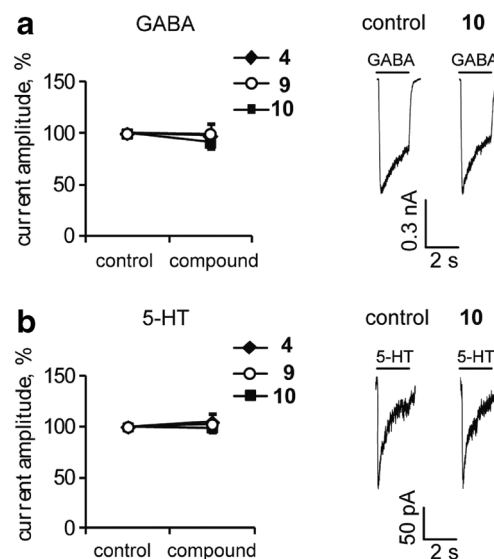 a
GABA
control 10
4
9
10
current amplitude, %
150
100
50
0
control compound
GABA GABA
0.3 nA
2 s
b
5-HT
control 10
4
9
10
current amplitude, %
150
100
50
0
control compound
5-HT 5-HT
50 pA
2 s